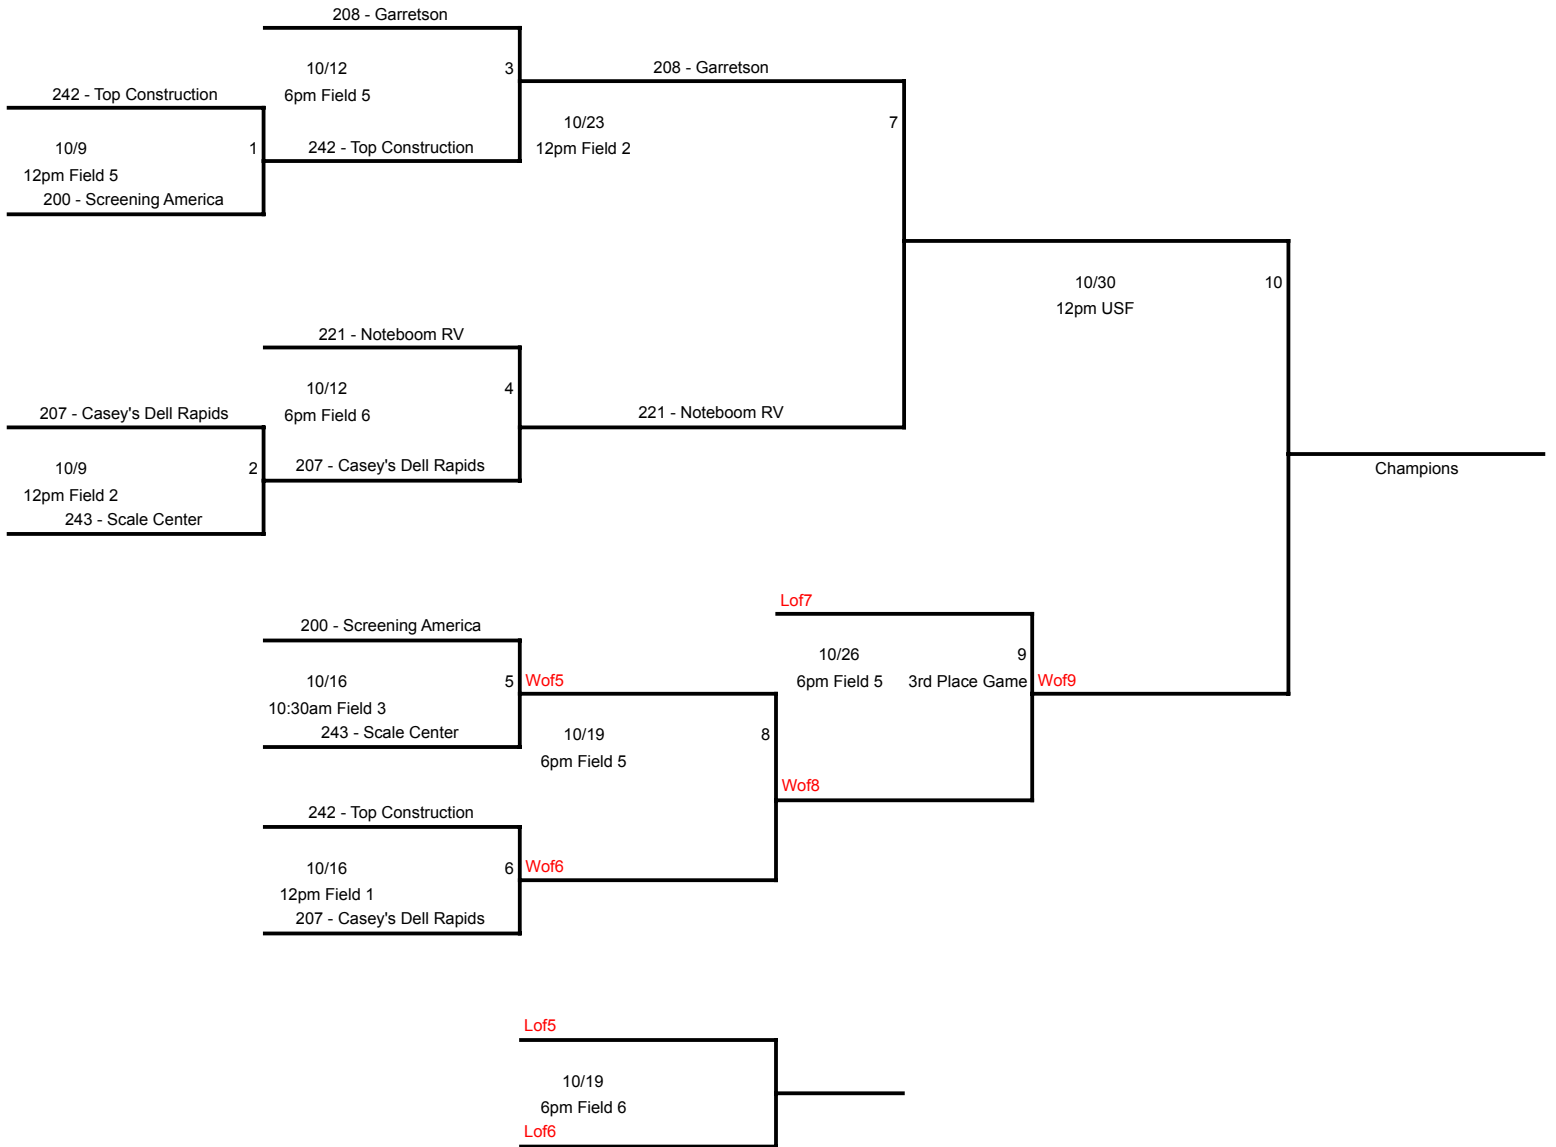 208 - Garretson
10/12
3
6pm Field 5
208 - Garretson
242 - Top Construction
10/9
1
12pm Field 5
242 - Top Construction
200 - Screening America
10/23
7
12pm Field 2
10/30
10
12pm USF
221 - Noteboom RV
10/12
4
6pm Field 6
221 - Noteboom RV
207 - Casey's Dell Rapids
10/9
2
12pm Field 2
207 - Casey's Dell Rapids
243 - Scale Center
Champions
200 - Screening America
10/16
5
10:30am Field 3
243 - Scale Center
Wof5
10/19
8
6pm Field 5
Lof7
10/26
9
6pm Field 5
3rd Place Game
Wof9
Wof8
242 - Top Construction
10/16
6
12pm Field 1
207 - Casey's Dell Rapids
Wof6
Lof5
10/19
6pm Field 6
Lof6